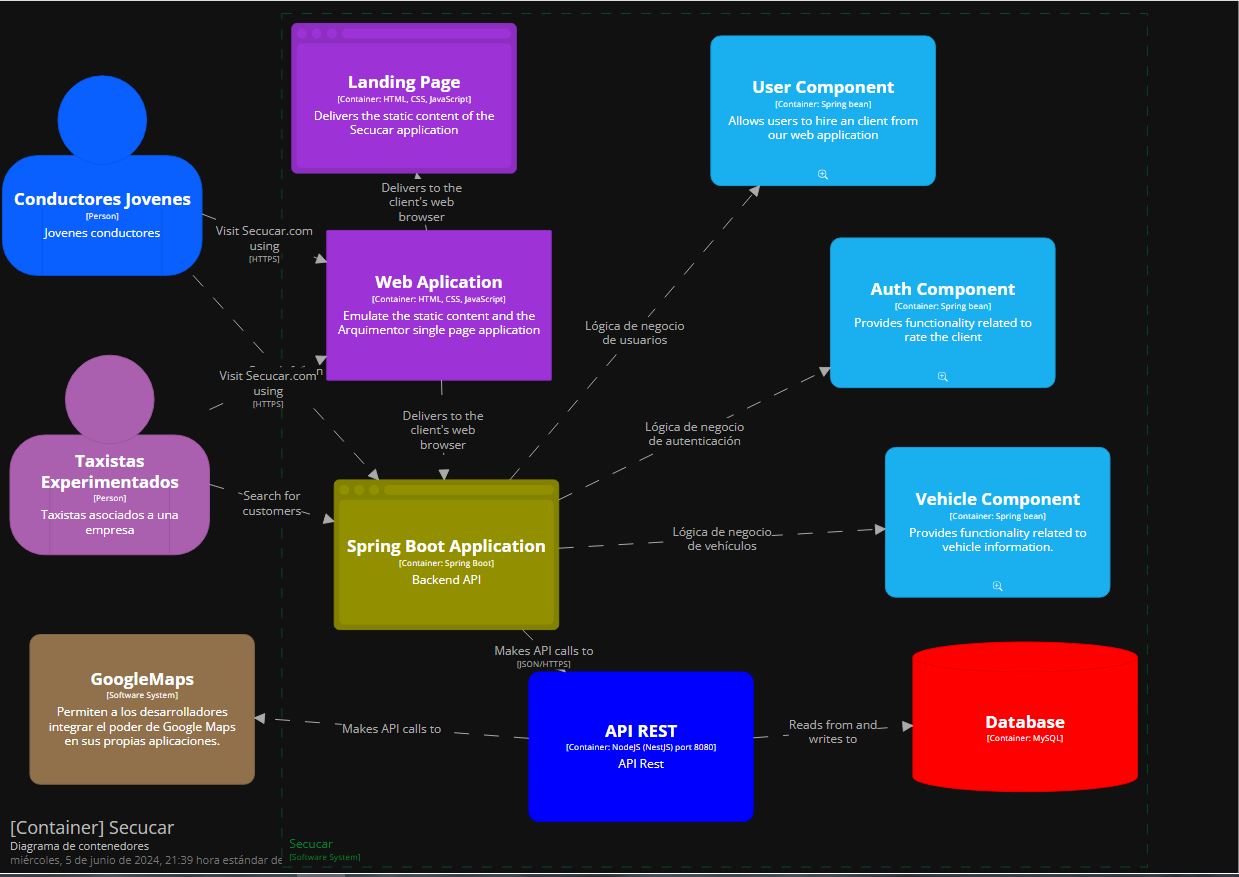 Landing Page
[Container: HTML, CSS, JavaScript]
Delivers the static content of the
Secucar application
User Component
[Container: Spring bean]
Allows users to hire an client from
our web application
Conductores Jovenes
[Person]
Jovenes conductores
Delivers to the
client's web
browser
Visit Secucar.com
using
[HTTPS]
Web Aplication
[Container: HTML, CSS, JavaScript]
Emulate the static content and the
Arquimentor single page application
Auth Component
[Container: Spring bean]
Provides functionality related to
rate the client
Lógica de negocio
de usuarios
Visit Secucar.com
using
[HTTPS]
Delivers to the
client's web
browser
Lógica de negocio
de autenticación
Taxistas
Experimentados
[Person]
Taxistas asociados a una
empresa
Search for
customers
Spring Boot Application
[Container: Spring Boot]
Backend API
Lógica de negocio
de vehículos
Vehicle Component
[Container: Spring bean]
Provides functionality related to
vehicle information.
Makes API calls to
[JSON/HTTPS]
GoogleMaps
[Software System]
Permiten a los desarrolladores
integrar el poder de Google Maps
en sus propias aplicaciones.
Makes API calls to
API REST
[Container: NodeJS (NestJS) port 8080]
API Rest
Reads from and
writes to
Database
[Container: MySQL]
[Container] Secucar
Diagrama de contenedores
miércoles, 5 de junio de 2024, 21:39 hora estándar de
Secucar
[Software System]